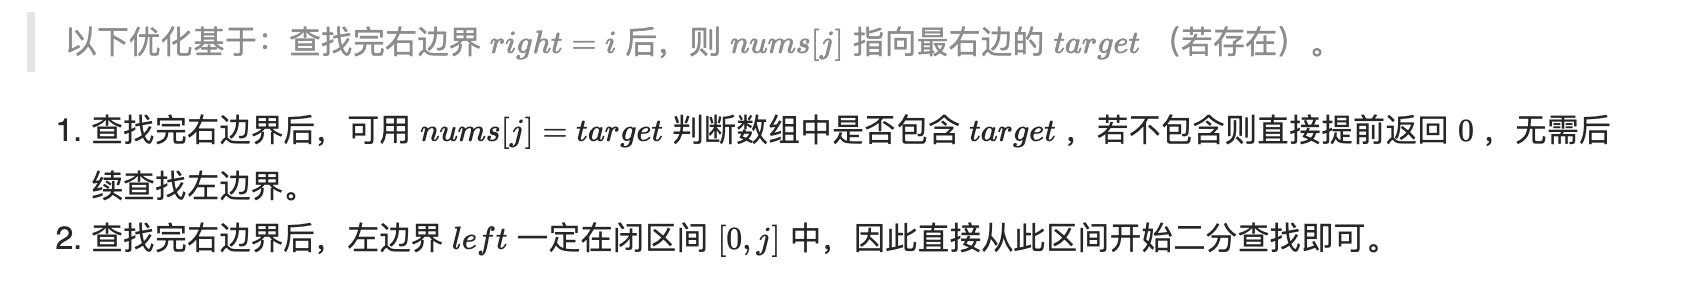 以下优化基于：查找完右边界 right = i 后，则 nums[j] 指向最右边的 target （若存在）。
1. 查找完右边界后，可用 nums[j] = target 判断数组中是否包含 target ，若不包含则直接提前返回 0 ，无需后
续查找左边界。
2. 查找完右边界后，左边界 left 一定在闭区间 [0, j] 中，因此直接从此区间开始二分查找即可。